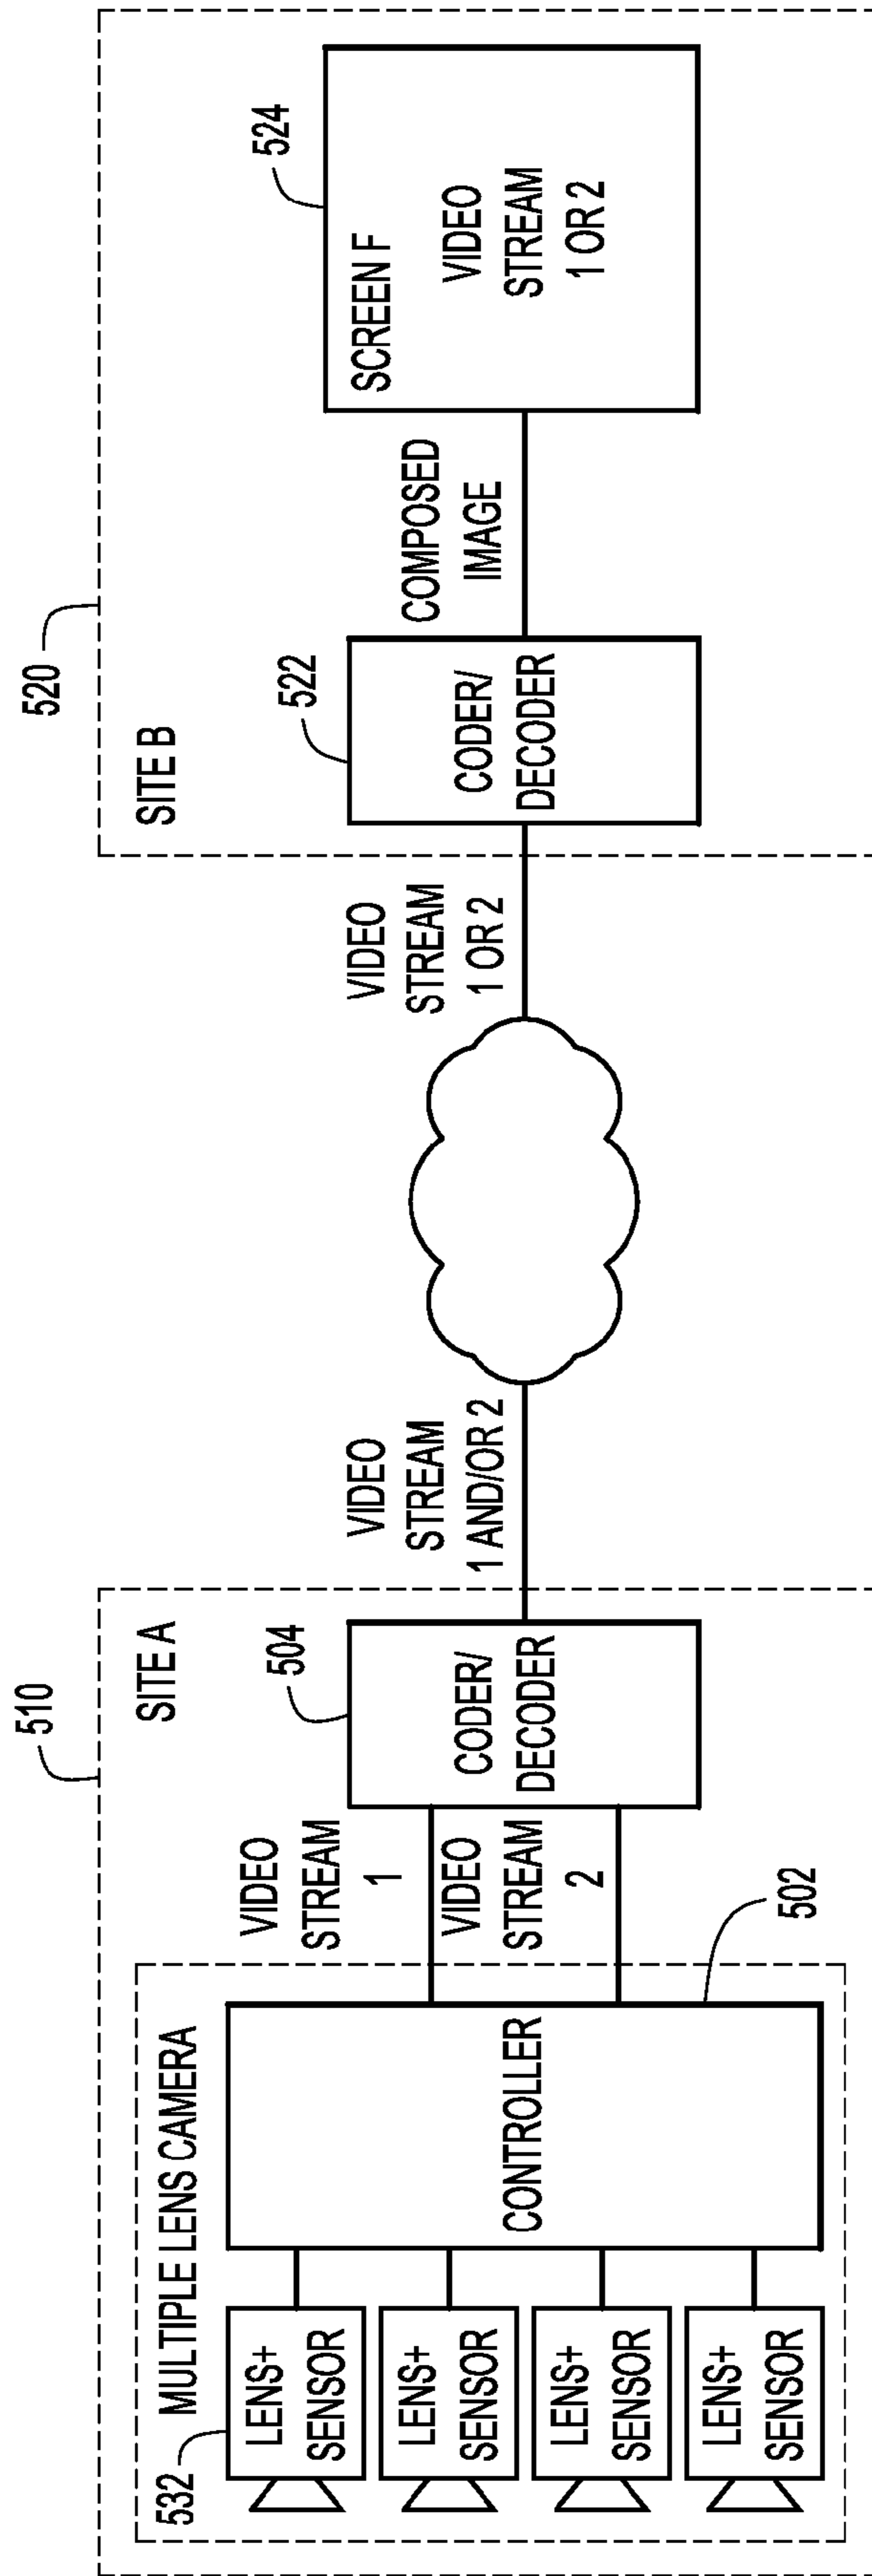 510
SITE A
MULTIPLE LENS CAMERA
532
LENS+
SENSOR
LENS+
SENSOR
LENS+
SENSOR
LENS+
SENSOR
CONTROLLER
502
VIDEO
STREAM
1
VIDEO
STREAM
2
504
CODER/
DECODER
VIDEO
STREAM
1 AND/OR 2
VIDEO
STREAM
1 OR 2
520
SITE B
522
CODER/
DECODER
COMPOSED
IMAGE
524
SCREEN F
VIDEO
STREAM
1 OR 2